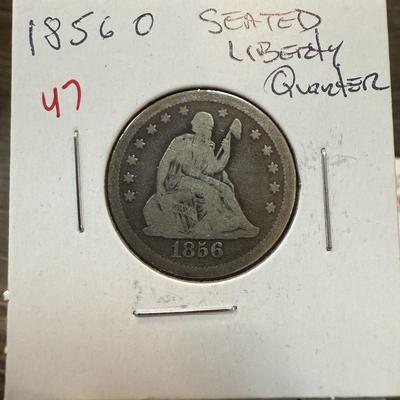 1856 O SEATED
LIBERTY
Quarter
47
1856